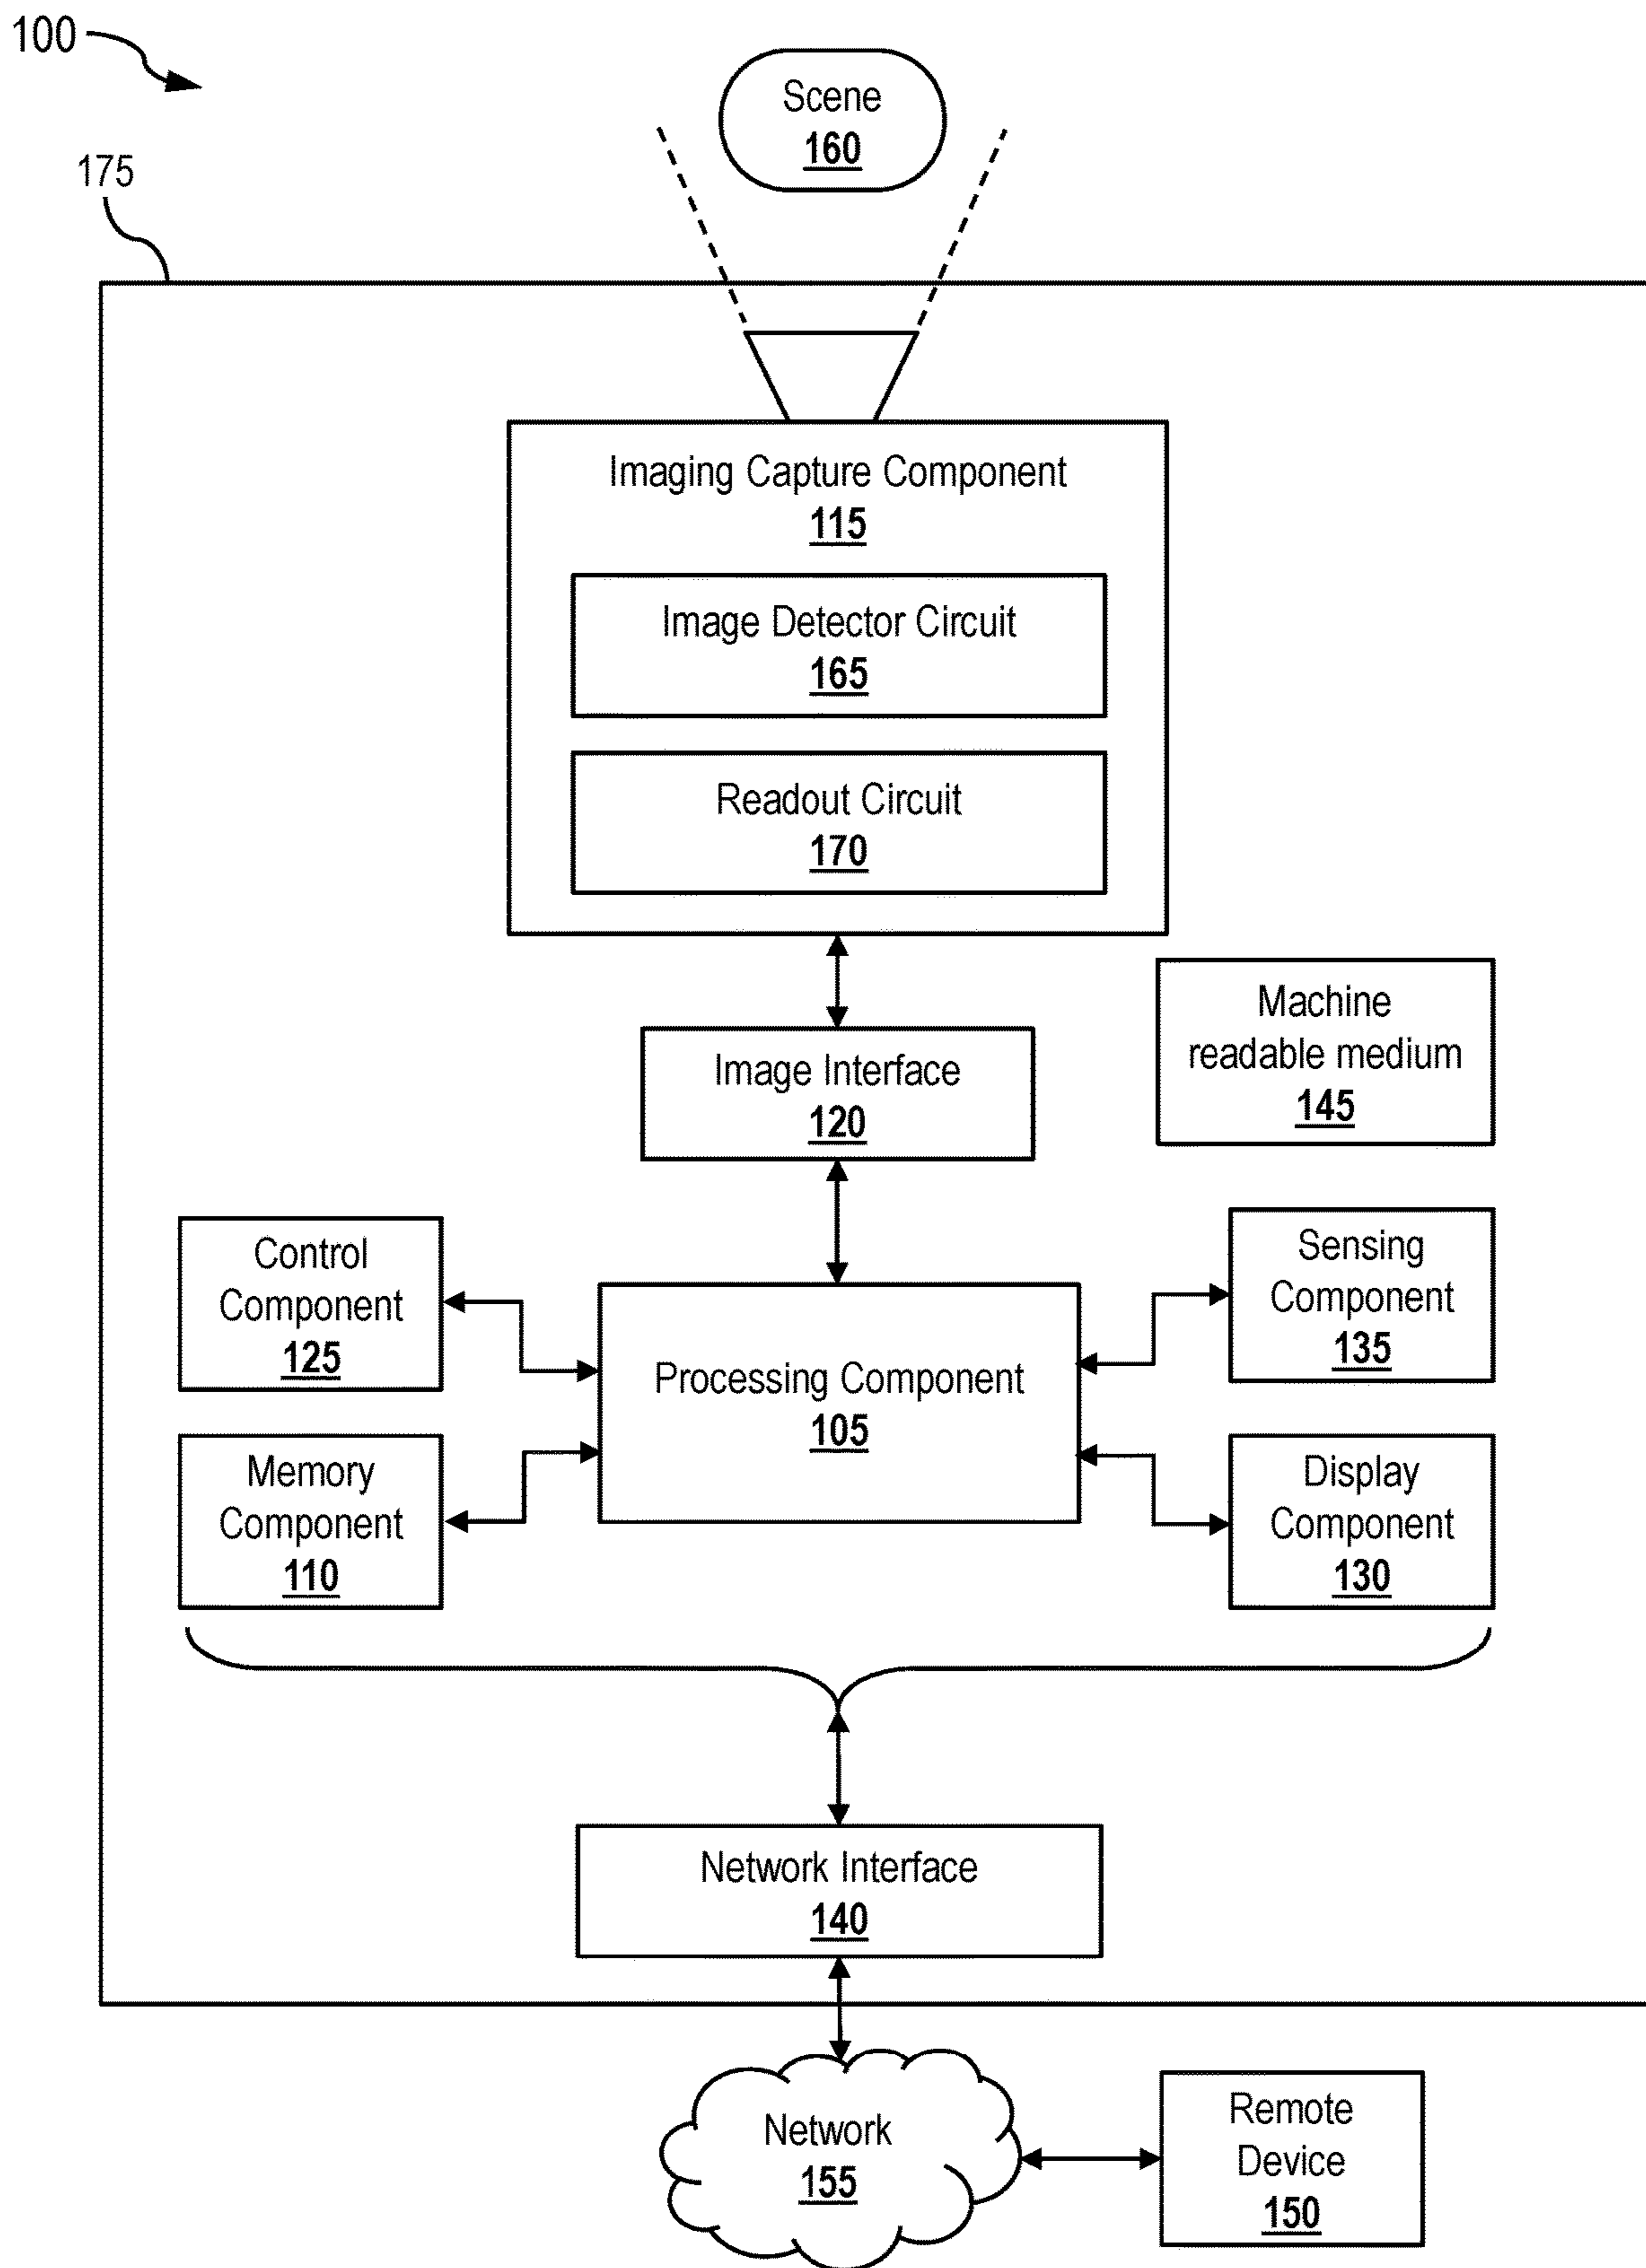 100
Scene
160
175
Imaging Capture Component
115
Image Detector Circuit
165
Readout Circuit
170
Machine
readable medium
145
Image Interface
120
Control
Component
125
Sensing
Component
135
Processing Component
105
Memory
Component
110
Display
Component
130
Network Interface
140
Network
155
Remote
Device
150